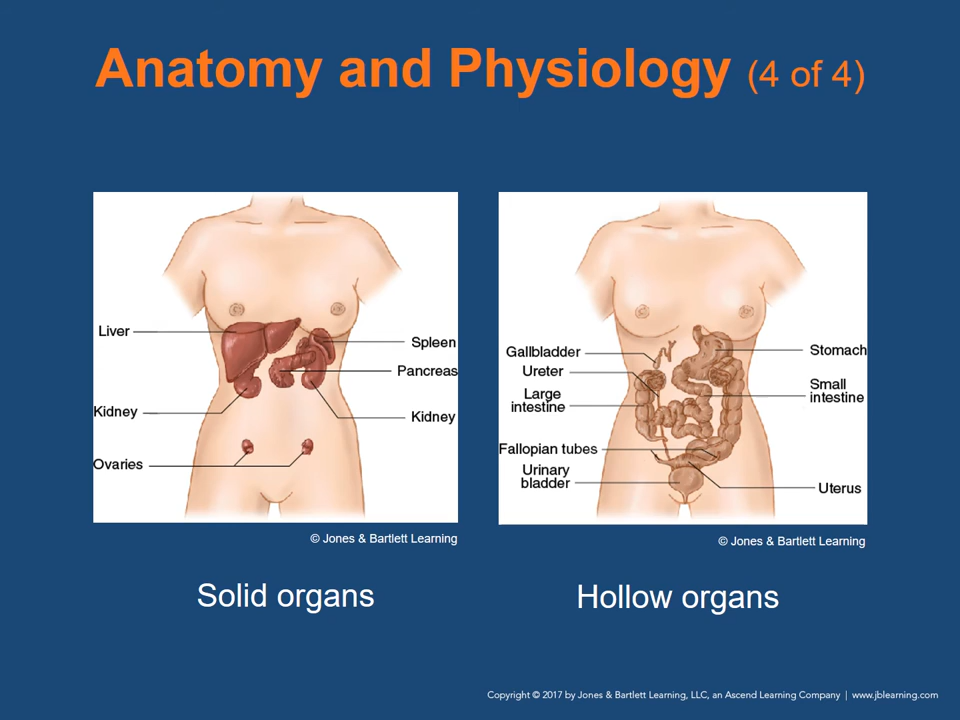 Anatomy and Physiology (4 of 4)
Liver
Kidney
Ovaries
Spleen
Pancreas
Kidney
© Jones & Bartlett Learning
Solid organs
Gallbladder
Ureter
Large
intestine
Fallopian tubes
Urinary
bladder
Stomach
Small
intestine
Uterus
© Jones & Bartlett Learning
Hollow organs
Copyright © 2017 by Jones & Bartlett Learning, LLC, an Ascend Learning Company | www.jblearning.com